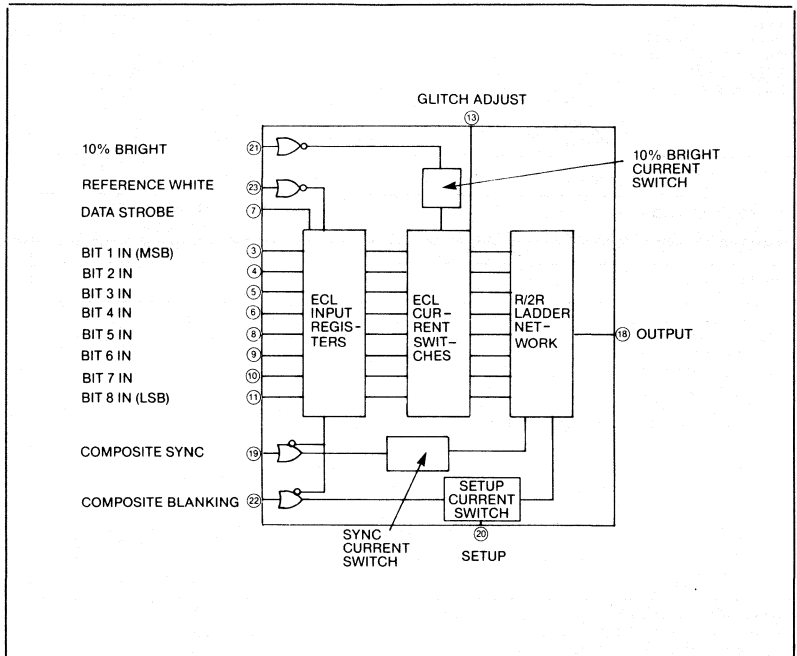 GLITCH ADJUST
13
10% BRIGHT
21
10% BRIGHT
CURRENT
SWITCH
REFERENCE WHITE
23
DATA STROBE
7
BIT 1 IN (MSB)
3
BIT 2 IN
4
BIT 3 IN
5
BIT 4 IN
6
BIT 5 IN
8
BIT 6 IN
9
BIT 7 IN
10
BIT 8 IN (LSB)
11
ECL
INPUT
REGIS-
TERS
ECL
CUR-
RENT
SWIT-
CHES
R/2R
LADDER
NET-
WORK
18 OUTPUT
COMPOSITE SYNC
19
COMPOSITE BLANKING
22
SETUP
CURRENT
SWITCH
SYNC
CURRENT
SWITCH
20
SETUP